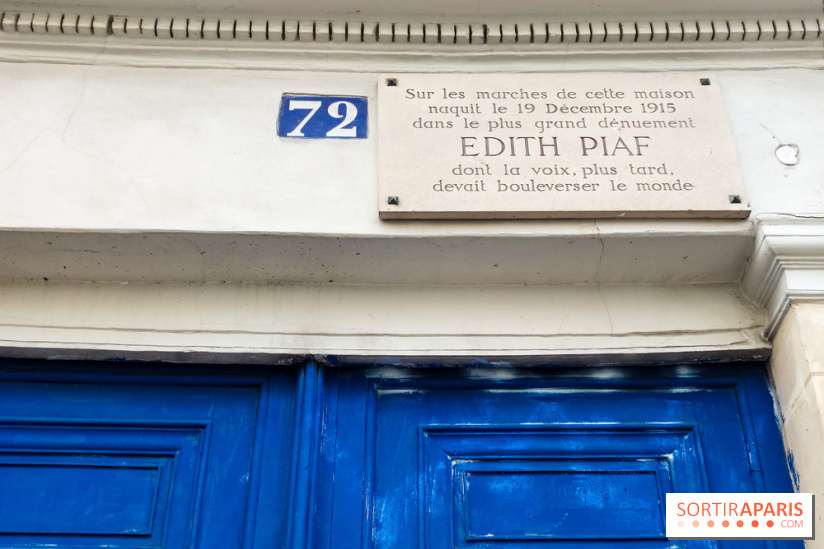 72
Sur les marches de cette maison
naquit le 19 Décembre 1915
dans le plus grand dénuement
EDITH PIAF
dont la voix, plus tard,
devait bouleverser le monde
SORTIRAPARIS
.COM